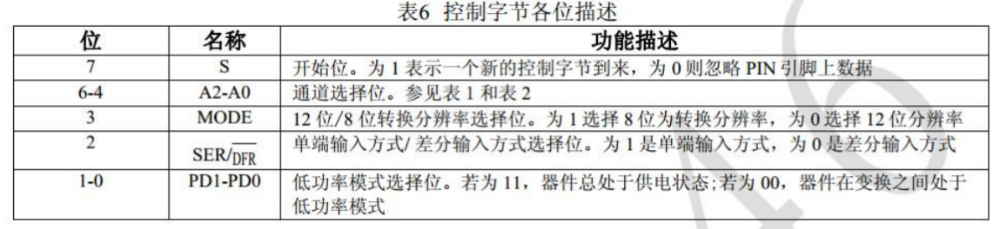 表6 控制字节各位描述
位 名称 功能描述
7 S 开始位。为 1 表示一个新的控制字节到来，为 0 则忽略 PIN 引脚上数据
6-4 A2-A0 通道选择位。参见表 1 和表 2
3 MODE 12 位/8 位转换分辨率选择位。为 1 选择 8 位为转换分辨率，为 0 选择 12 位分辨率
2 SER/DFR 单端输入方式/ 差分输入方式选择位。为 1 是单端输入方式，为 0 是差分输入方式
1-0 PD1-PD0 低功率模式选择位。若为 11，器件总处于供电状态;若为 00，器件在变换之间处于
低功率模式